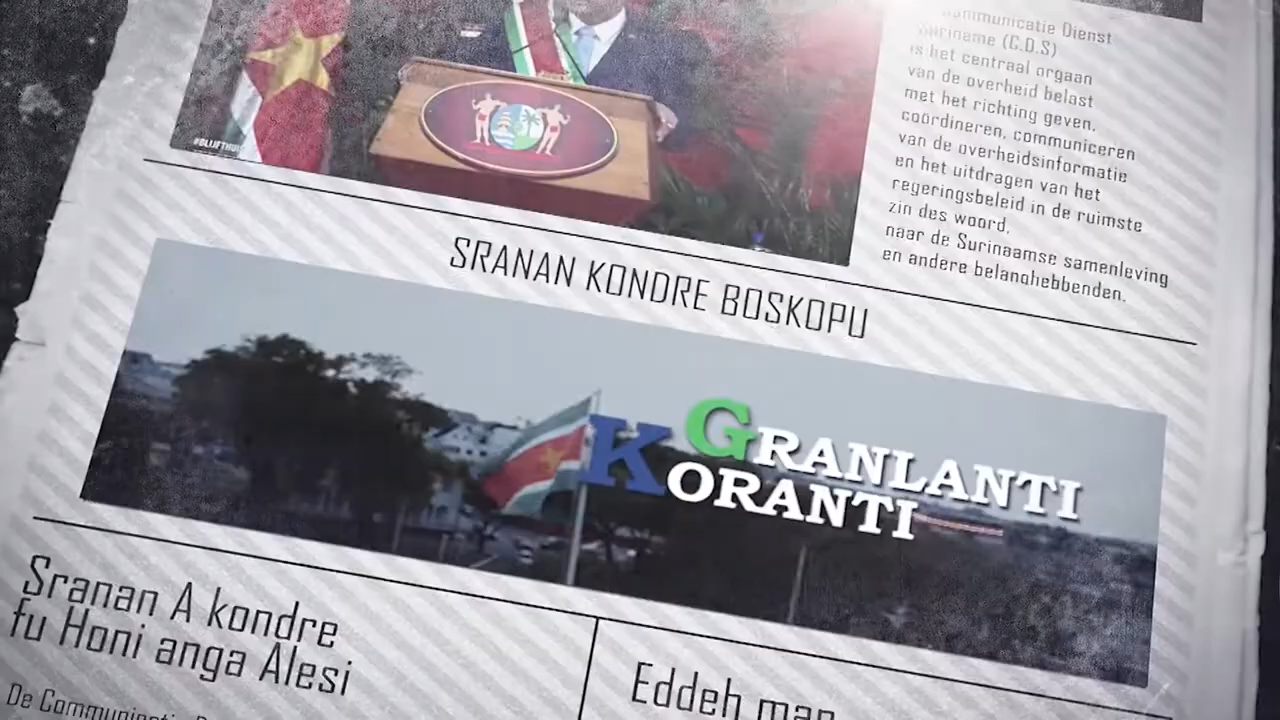 Communicatie Dienst
Suriname (C.D.S)
is het centraal orgaan
van de overheid belast
met het richting geven,
coördineren, communiceren
van de overheidsinformatie
en het uitdragen van het
regeringsbeleid in de ruimste
zin des woord,
naar de Surinaamse samenleving
en andere belanghebbenden.
SRANAN KONDRE BOSKOPU
GRANLANTI
KORANTI
Sranan A kondre
fu Honi anga Alesi
De
Eddeh man